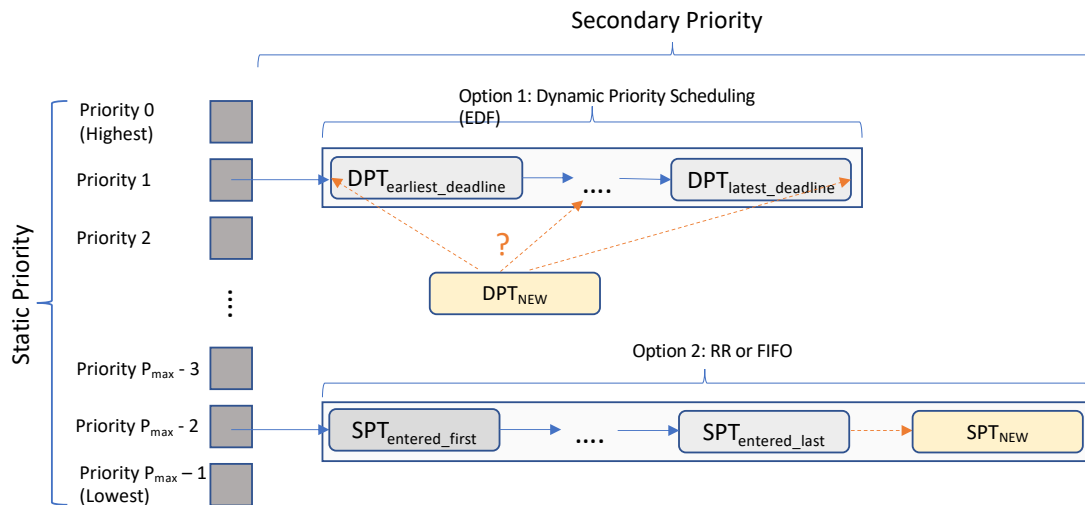 Secondary Priority
Static Priority
Priority 0
(Highest)
Option 1: Dynamic Priority Scheduling
(EDF)
Priority 1
DPTearliest_deadline
....
DPTlatest_deadline
Priority 2
?
DPTNEW
....
Priority Pmax - 3
Option 2: RR or FIFO
Priority Pmax - 2
SPTentered_first
....
SPTentered_last
SPTNEW
Priority Pmax – 1
(Lowest)